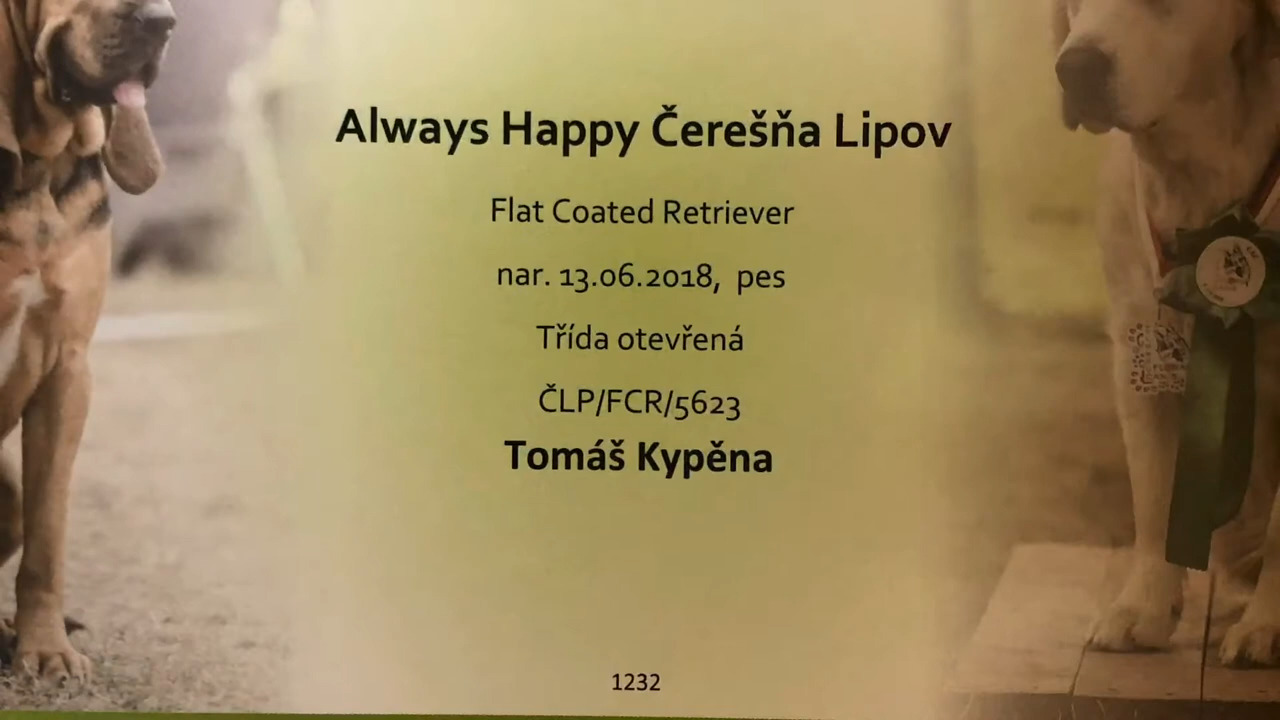 Always Happy Čerešňa Lipov
Flat Coated Retriever
nar. 13.06.2018, pes
Třída otevřená
ČLP/FCR/5623
Tomáš Kypěna
1232